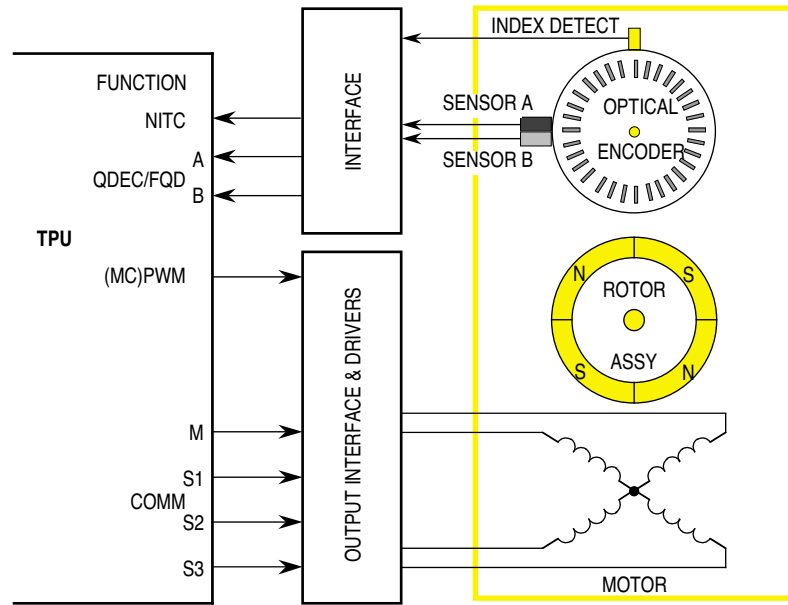 INDEX DETECT
FUNCTION
NITC
A
QDEC/FQD
B
TPU
(MC)PWM
M
S1
COMM
S2
S3
INTERFACE
OUTPUT INTERFACE & DRIVERS
SENSOR A
SENSOR B
OPTICAL
ENCODER
N
S
ROTOR
ASSY
S
N
MOTOR